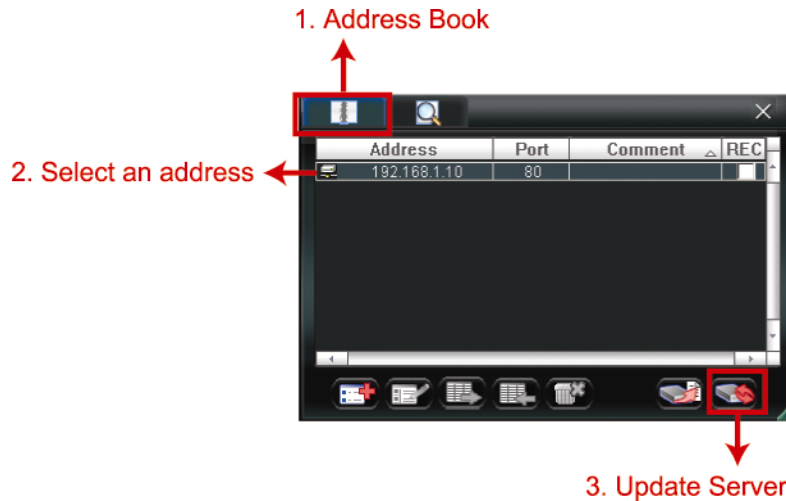 1. Address Book
Address Port Comment REC
2. Select an address
192.168.1.10 80
3. Update Server